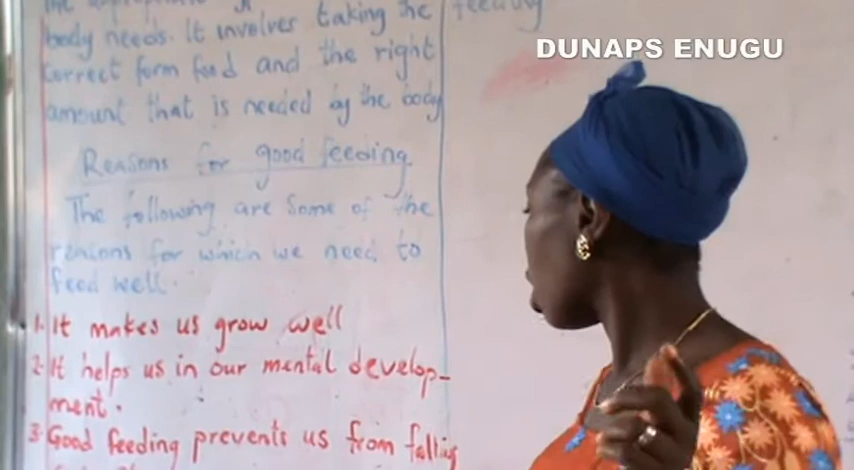 feeding
body needs. It involves taking the
correct form food and the right
amount that is needed by the body
Reasons for good feeding
The following are some of the
reasons for which we need to
feed well.
1. It makes us grow well
2. It helps us in our mental develop-
ment.
3. Good feeding prevents us from falling
DUNAPS ENUGU